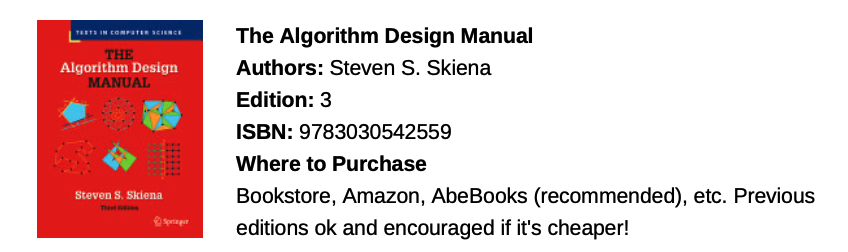 TEXTS IN COMPUTER SCIENCE
THE
Algorithm Design
MANUAL
Steven S. Skiena
Third Edition
Springer
The Algorithm Design Manual
Authors: Steven S. Skiena
Edition: 3
ISBN: 9783030542559
Where to Purchase
Bookstore, Amazon, AbeBooks (recommended), etc. Previous
editions ok and encouraged if it's cheaper!